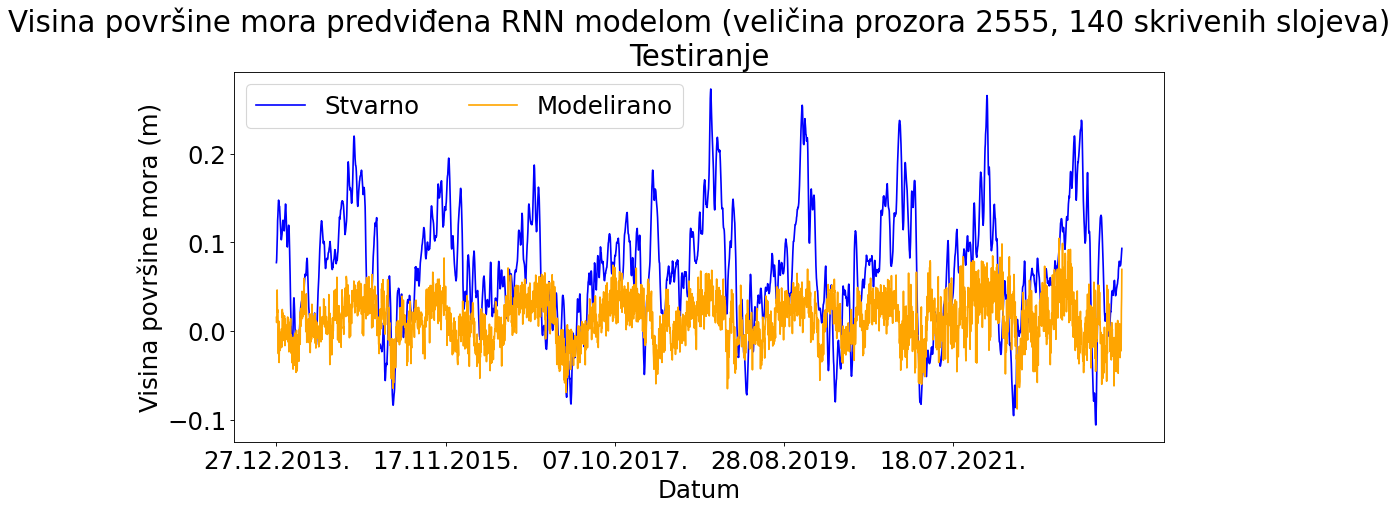 Visina površine mora predviđena RNN modelom (veličina prozora 2555, 140 skrivenih slojeva)
Testiranje
Stvarno
Modelirano
Visina površine mora (m)
0.2
0.1
0.0
−0.1
27.12.2013.
17.11.2015.
07.10.2017.
28.08.2019.
18.07.2021.
Datum